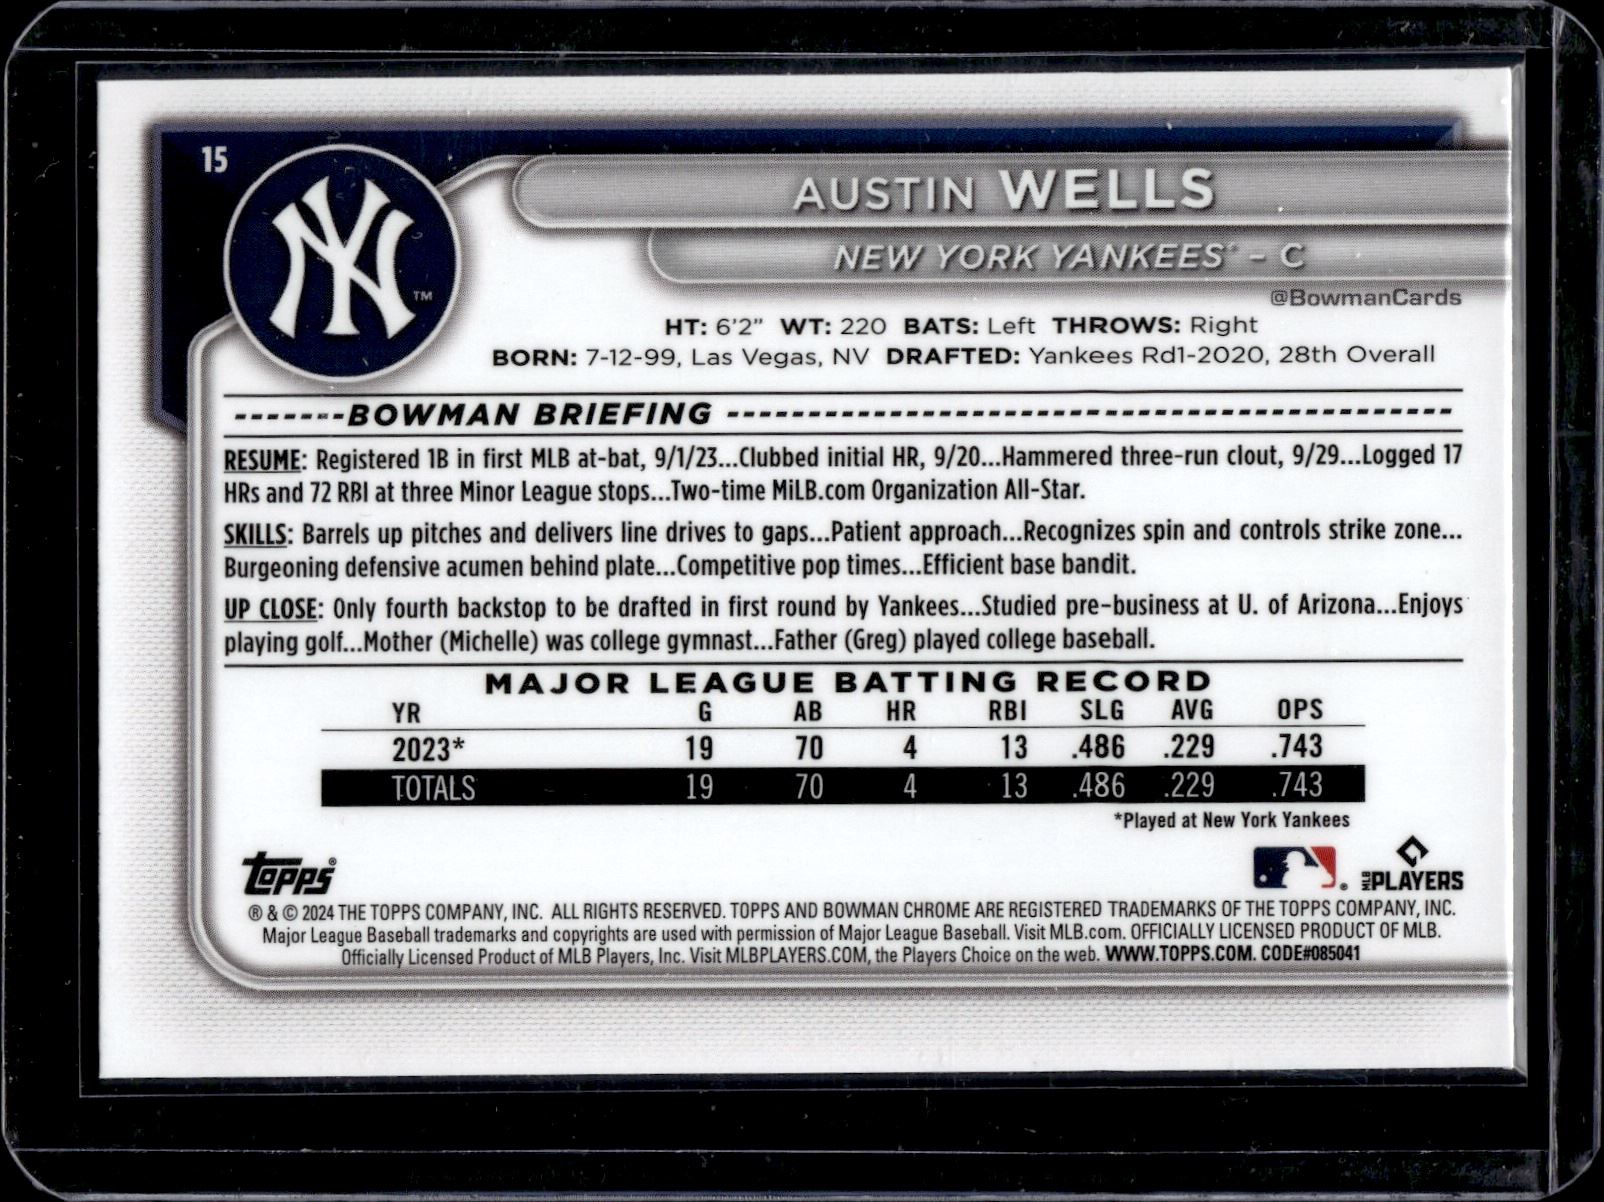 15
NY
TM
AUSTIN WELLS
NEW YORK YANKEES® – C
@BowmanCards
HT: 6'2" WT: 220 BATS: Left THROWS: Right
BORN: 7-12-99, Las Vegas, NV DRAFTED: Yankees Rd1-2020, 28th Overall
-------BOWMAN BRIEFING ---------------------------------------------
RESUME: Registered 1B in first MLB at-bat, 9/1/23...Clubbed initial HR, 9/20...Hammered three-run clout, 9/29...Logged 17
HRs and 72 RBI at three Minor League stops...Two-time MiLB.com Organization All-Star.
SKILLS: Barrels up pitches and delivers line drives to gaps...Patient approach...Recognizes spin and controls strike zone...
Burgeoning defensive acumen behind plate...Competitive pop times...Efficient base bandit.
UP CLOSE: Only fourth backstop to be drafted in first round by Yankees...Studied pre-business at U. of Arizona...Enjoys
playing golf...Mother (Michelle) was college gymnast...Father (Greg) played college baseball.
MAJOR LEAGUE BATTING RECORD
YR G AB HR RBI SLG AVG OPS
2023* 19 70 4 13 .486 .229 .743
TOTALS 19 70 4 13 .486 .229 .743
*Played at New York Yankees
Topps®
®
MLB PLAYERS
® & © 2024 THE TOPPS COMPANY, INC. ALL RIGHTS RESERVED. TOPPS AND BOWMAN CHROME ARE REGISTERED TRADEMARKS OF THE TOPPS COMPANY, INC.
Major League Baseball trademarks and copyrights are used with permission of Major League Baseball. Visit MLB.com. OFFICIALLY LICENSED PRODUCT OF MLB.
Officially Licensed Product of MLB Players, Inc. Visit MLBPLAYERS.COM, the Players Choice on the web. WWW.TOPPS.COM. CODE#085041